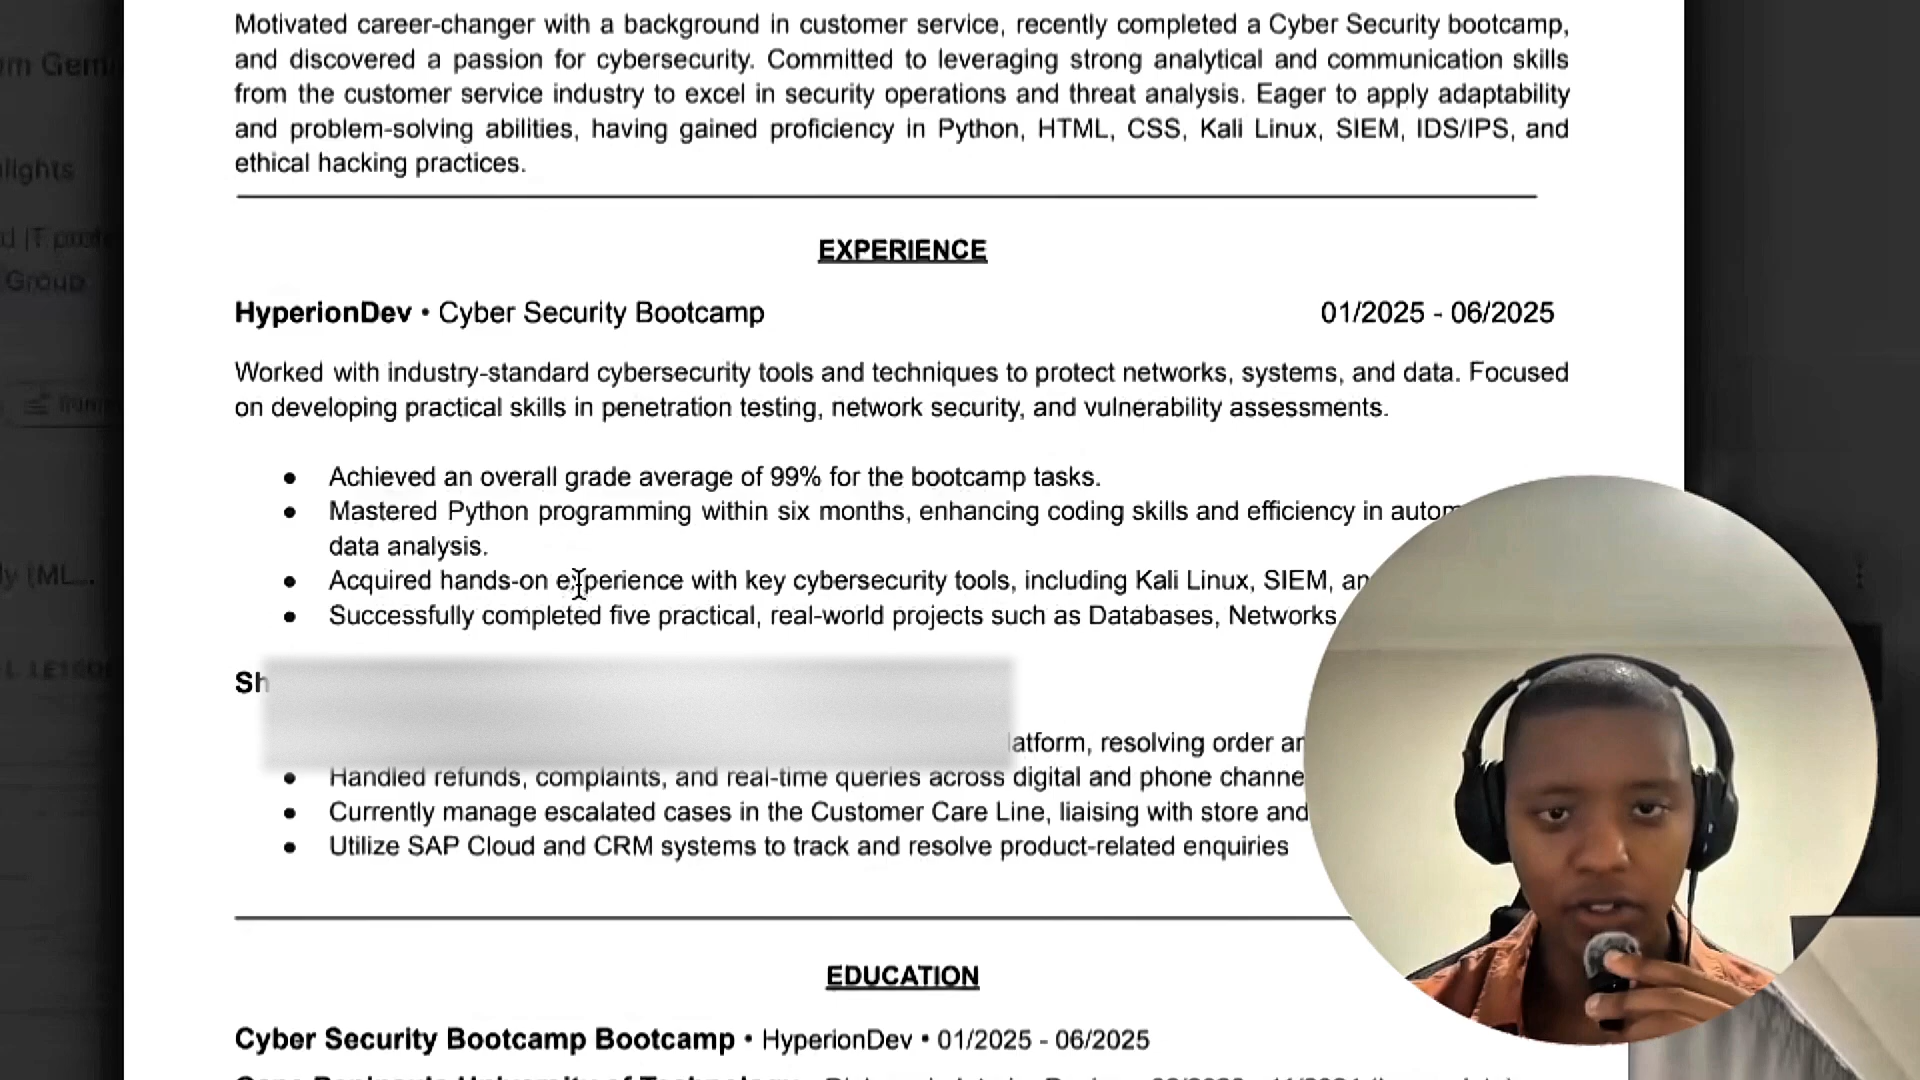 Motivated career-changer with a background in customer service, recently completed a Cyber Security bootcamp,
and discovered a passion for cybersecurity. Committed to leveraging strong analytical and communication skills
from the customer service industry to excel in security operations and threat analysis. Eager to apply adaptability
and problem-solving abilities, having gained proficiency in Python, HTML, CSS, Kali Linux, SIEM, IDS/IPS, and
ethical hacking practices.
lights
Group
EXPERIENCE
HyperionDev • Cyber Security Bootcamp 01/2025 - 06/2025
Worked with industry-standard cybersecurity tools and techniques to protect networks, systems, and data. Focused
on developing practical skills in penetration testing, network security, and vulnerability assessments.
● Achieved an overall grade average of 99% for the bootcamp tasks.
● Mastered Python programming within six months, enhancing coding skills and efficiency in autom
data analysis.
● Acquired hands-on experience with key cybersecurity tools, including Kali Linux, SIEM, an
● Successfully completed five practical, real-world projects such as Databases, Networks,
Sh
latform, resolving order an
● Handled refunds, complaints, and real-time queries across digital and phone channe
● Currently manage escalated cases in the Customer Care Line, liaising with store and
● Utilize SAP Cloud and CRM systems to track and resolve product-related enquiries
EDUCATION
Cyber Security Bootcamp Bootcamp • HyperionDev • 01/2025 - 06/2025